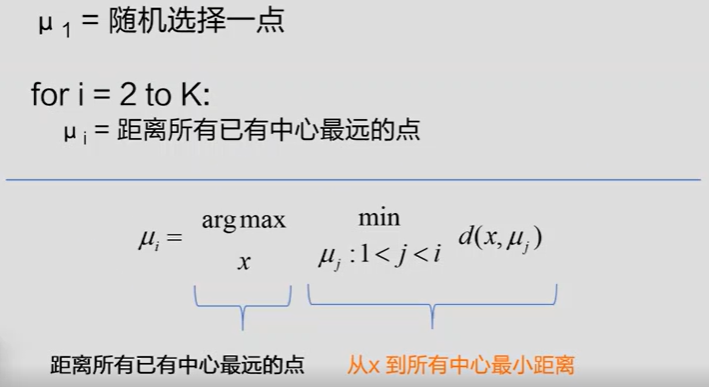 μ 1 = 随机选择一点
for i = 2 to K:
μ i = 距离所有已有中心最远的点
μi = argmax x min μj :1<j<i d(x,μj)
距离所有已有中心最远的点 从x 到所有中心最小距离